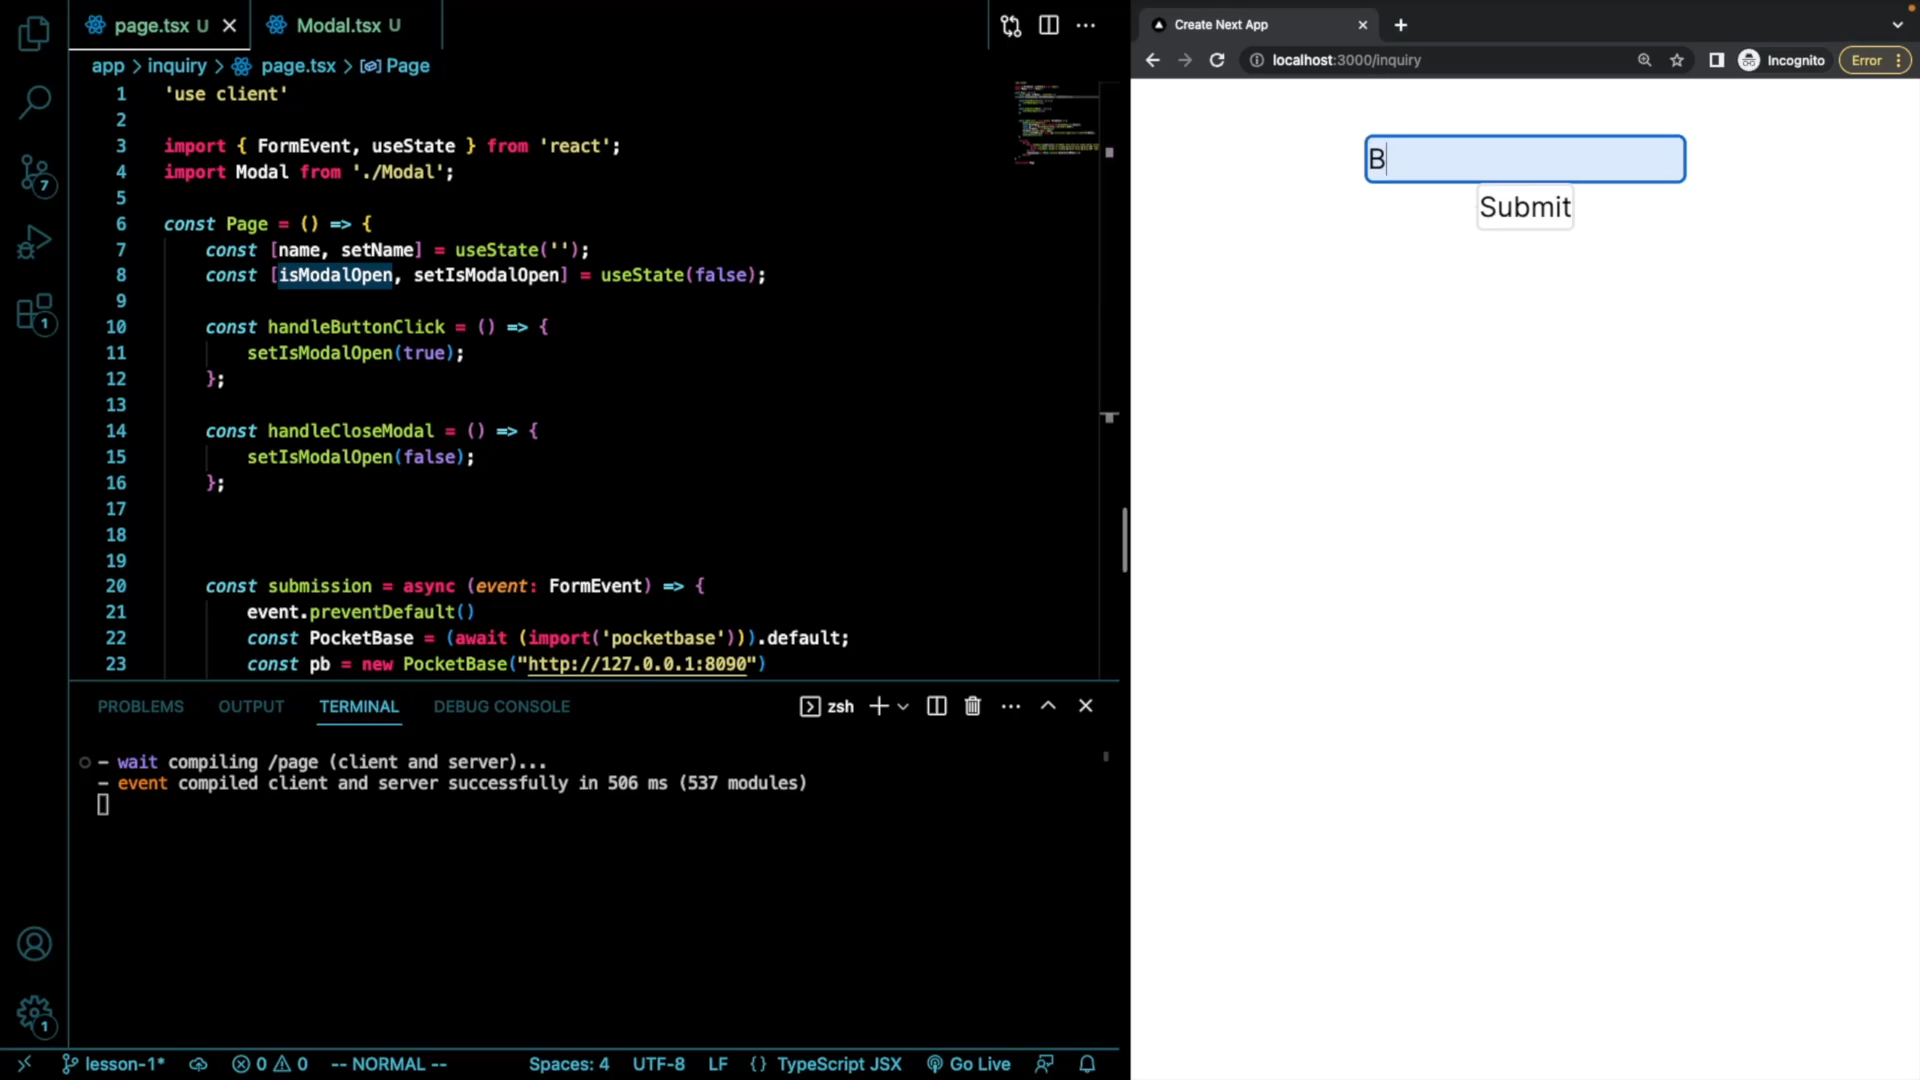 page.tsx U
Modal.tsx U
app > inquiry > page.tsx > Page
1 'use client'
2
3 import { FormEvent, useState } from 'react';
4 import Modal from './Modal';
5
6 const Page = () => {
7 const [name, setName] = useState('');
8 const [isModalOpen, setIsModalOpen] = useState(false);
9
10 const handleButtonClick = () => {
11 setIsModalOpen(true);
12 };
13
14 const handleCloseModal = () => {
15 setIsModalOpen(false);
16 };
17
18
19
20 const submission = async (event: FormEvent) => {
21 event.preventDefault()
22 const PocketBase = (await (import('pocketbase'))).default;
23 const pb = new PocketBase("http://127.0.0.1:8090")
7
1
1
PROBLEMS OUTPUT TERMINAL DEBUG CONSOLE
zsh
- wait compiling /page (client and server)...
- event compiled client and server successfully in 506 ms (537 modules)
lesson-1* 0 0 -- NORMAL -- Spaces: 4 UTF-8 LF {} TypeScript JSX Go Live
Create Next App
localhost:3000/inquiry
Incognito
Error
B
Submit